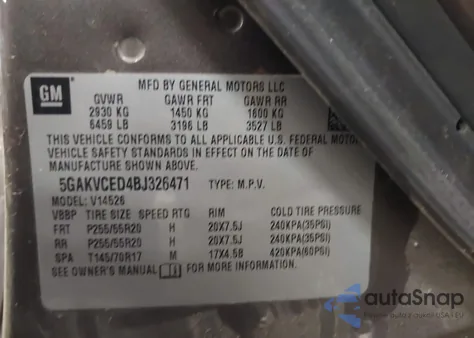 GM
MFD BY GENERAL MOTORS LLC
GVWR GAWR FRT GAWR RR
2930 KG 1450 KG 1600 KG
6459 LB 3196 LB 3527 LB
THIS VEHICLE CONFORMS TO ALL APPLICABLE U.S. FEDERAL MOTOR
VEHICLE SAFETY STANDARDS IN EFFECT ON THE DATE OF
MANUFACTURE SHOWN ABOVE.
5GAKVCED4BJ326471 TYPE: M.P.V.
MODEL: V14526
VBBP TIRE SIZE SPEED RTG RIM COLD TIRE PRESSURE
FRT P255/55R20 H 20X7.5J 240KPA(35PSI)
RR P255/55R20 H 20X7.5J 240KPA(35PSI)
SPA T145/70R17 M 17X4.5B 420KPA(60PSI)
SEE OWNER'S MANUAL FOR MORE INFORMATION.
autaSnap